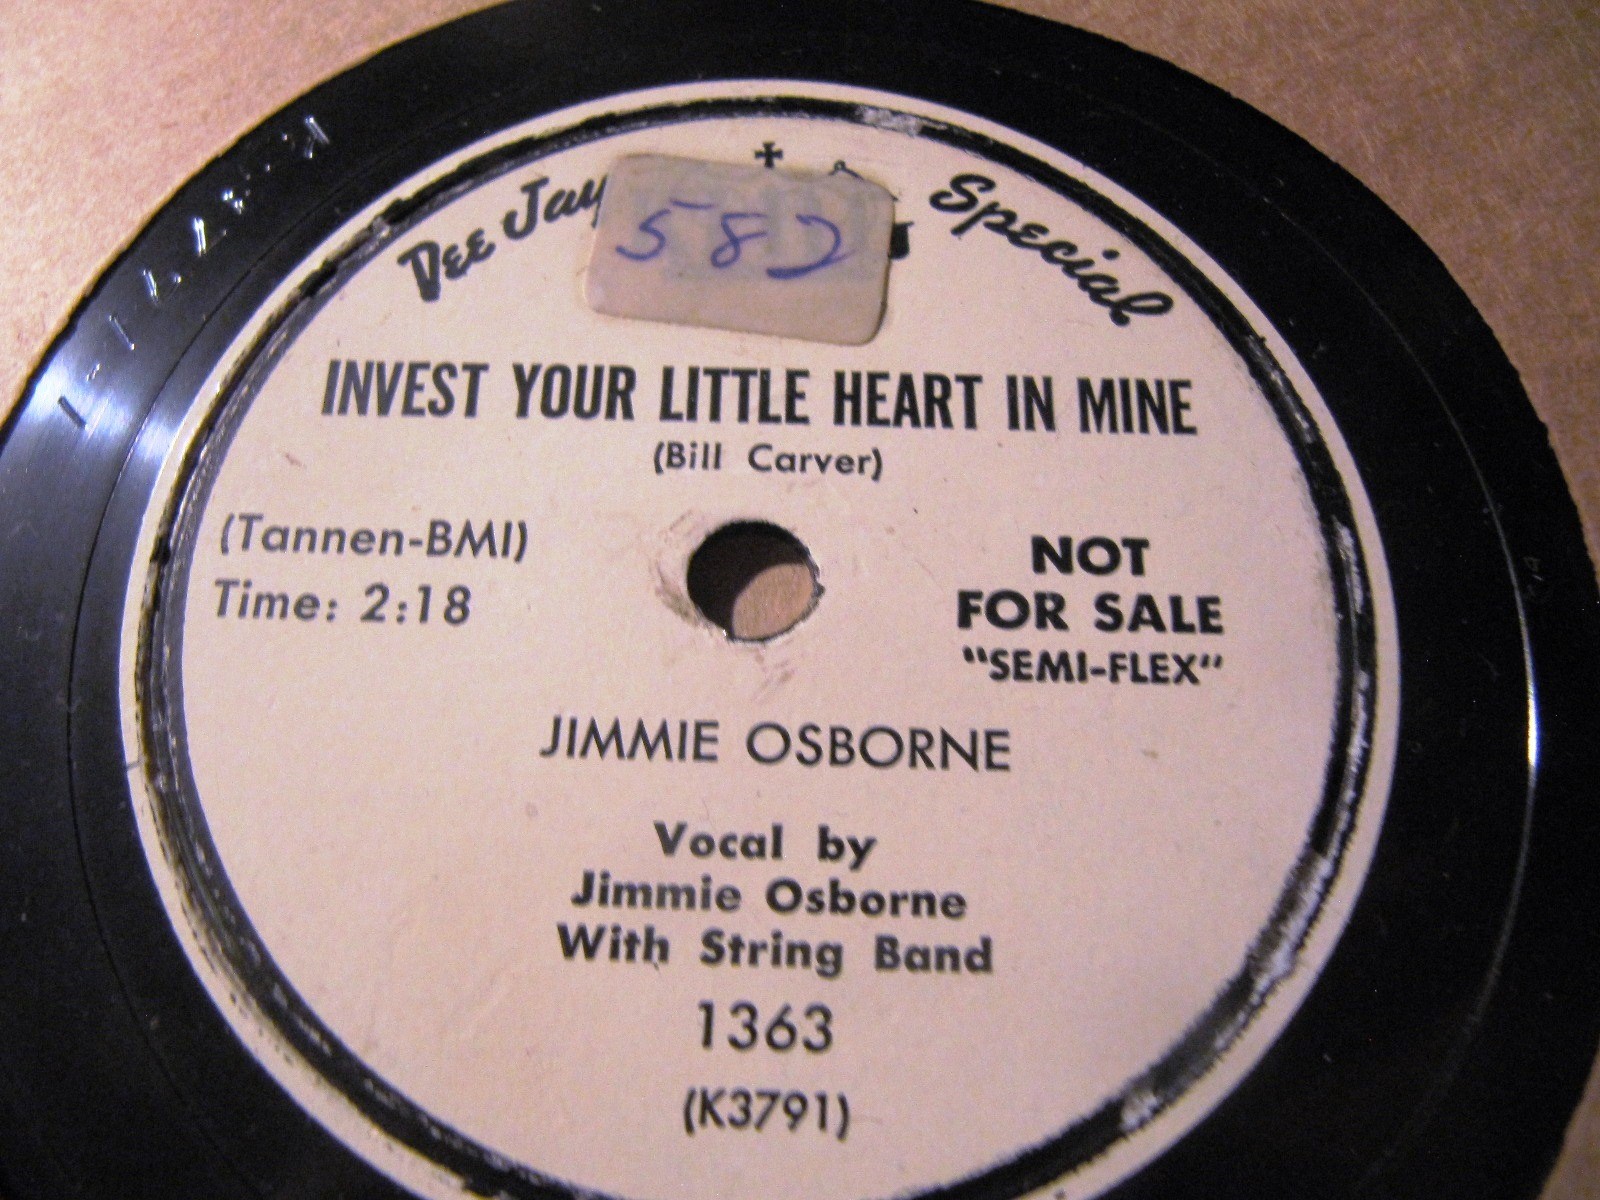 Dee Jay Special
582
INVEST YOUR LITTLE HEART IN MINE
(Bill Carver)
(Tannen-BMI)
Time: 2:18
NOT
FOR SALE
"SEMI-FLEX"
JIMMIE OSBORNE
Vocal by
Jimmie Osborne
With String Band
1363
(K3791)